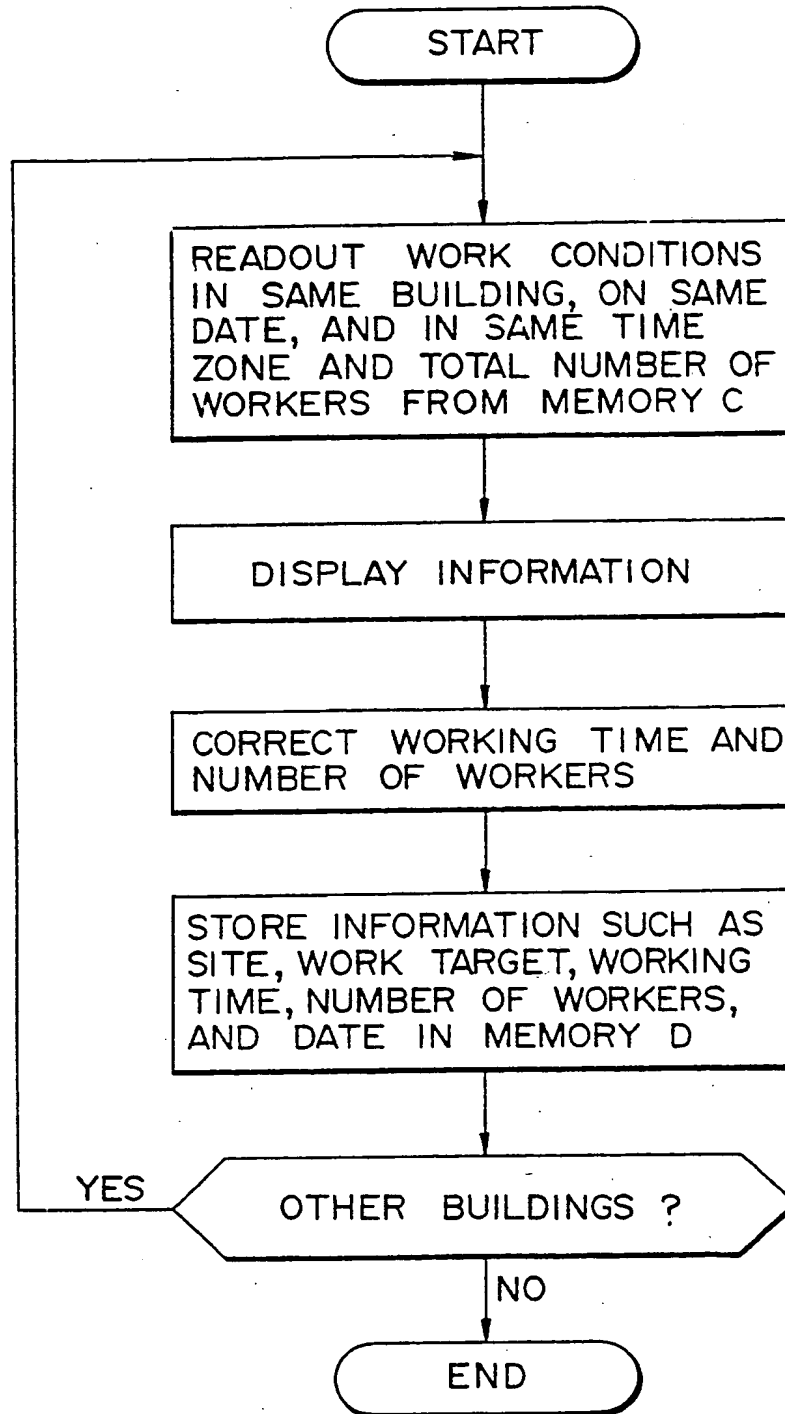 START
READOUT WORK CONDITIONS
IN SAME BUILDING, ON SAME
DATE, AND IN SAME TIME
ZONE AND TOTAL NUMBER OF
WORKERS FROM MEMORY C
DISPLAY INFORMATION
CORRECT WORKING TIME AND
NUMBER OF WORKERS
STORE INFORMATION SUCH AS
SITE, WORK TARGET, WORKING
TIME, NUMBER OF WORKERS,
AND DATE IN MEMORY D
YES
OTHER BUILDINGS ?
NO
END